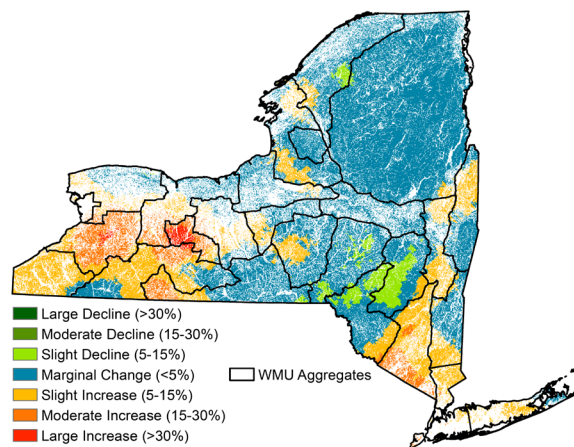 Large Decline (>30%)
Moderate Decline (15-30%)
Slight Decline (5-15%)
Marginal Change (<5%)
Slight Increase (5-15%)
Moderate Increase (15-30%)
Large Increase (>30%)
WMU Aggregates